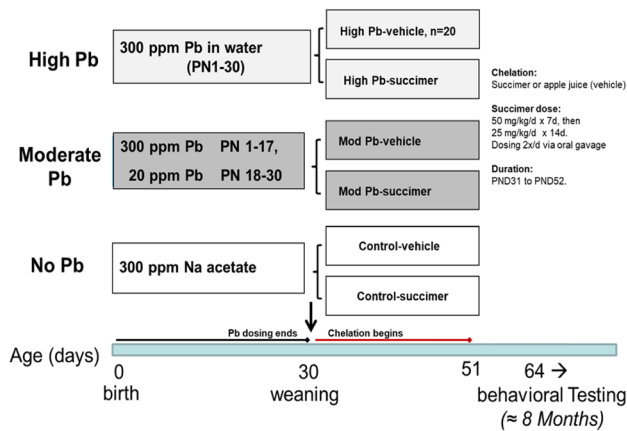 High Pb
300 ppm Pb in water
(PN1-30)
High Pb-vehicle, n=20
High Pb-succimer
Chelation:
Succimer or apple juice (vehicle)
Succimer dose:
50 mg/kg/d x 7d, then
25 mg/kg/d x 14d.
Dosing 2x/d via oral gavage
Duration:
PND31 to PND52.
Moderate
Pb
300 ppm Pb PN 1-17,
20 ppm Pb PN 18-30
Mod Pb-vehicle
Mod Pb-succimer
No Pb
300 ppm Na acetate
Control-vehicle
Control-succimer
Pb dosing ends
Chelation begins
Age (days)
0
birth
30
weaning
51
64 →
behavioral Testing
(≈ 8 Months)